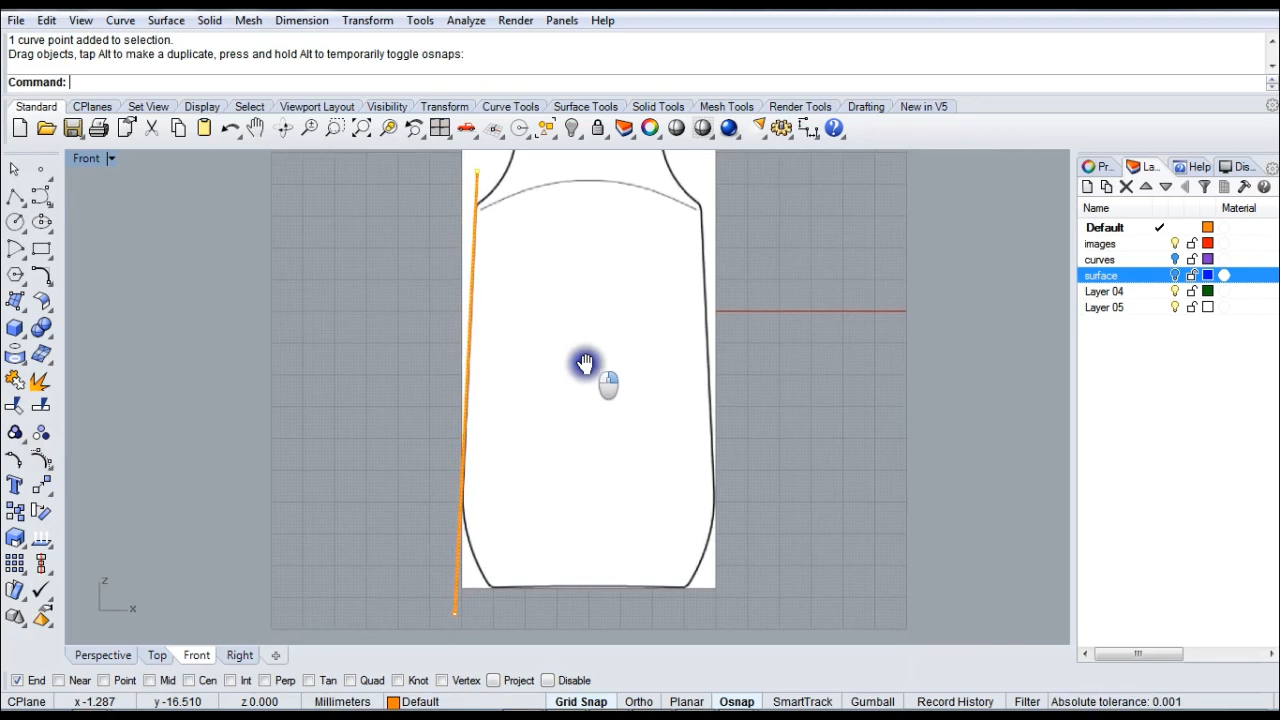 File Edit View Curve Surface Solid Mesh Dimension Transform Tools Analyze Render Panels Help
1 curve point added to selection.
Drag objects, tap Alt to make a duplicate, press and hold Alt to temporarily toggle osnaps:
Command:
Standard CPlanes Set View Display Select Viewport Layout Visibility Transform Curve Tools Surface Tools Solid Tools Mesh Tools Render Tools Drafting New in V5
Front
Pr... La... Help Dis...
Name Material
Default
images
curves
surface
Layer 04
Layer 05
z
x
Perspective Top Front Right
End Near Point Mid Cen Int Perp Tan Quad Knot Vertex Project Disable
CPlane x -1.287 y -16.510 z 0.000 Millimeters Default Grid Snap Ortho Planar Osnap SmartTrack Gumball Record History Filter Absolute tolerance: 0.001